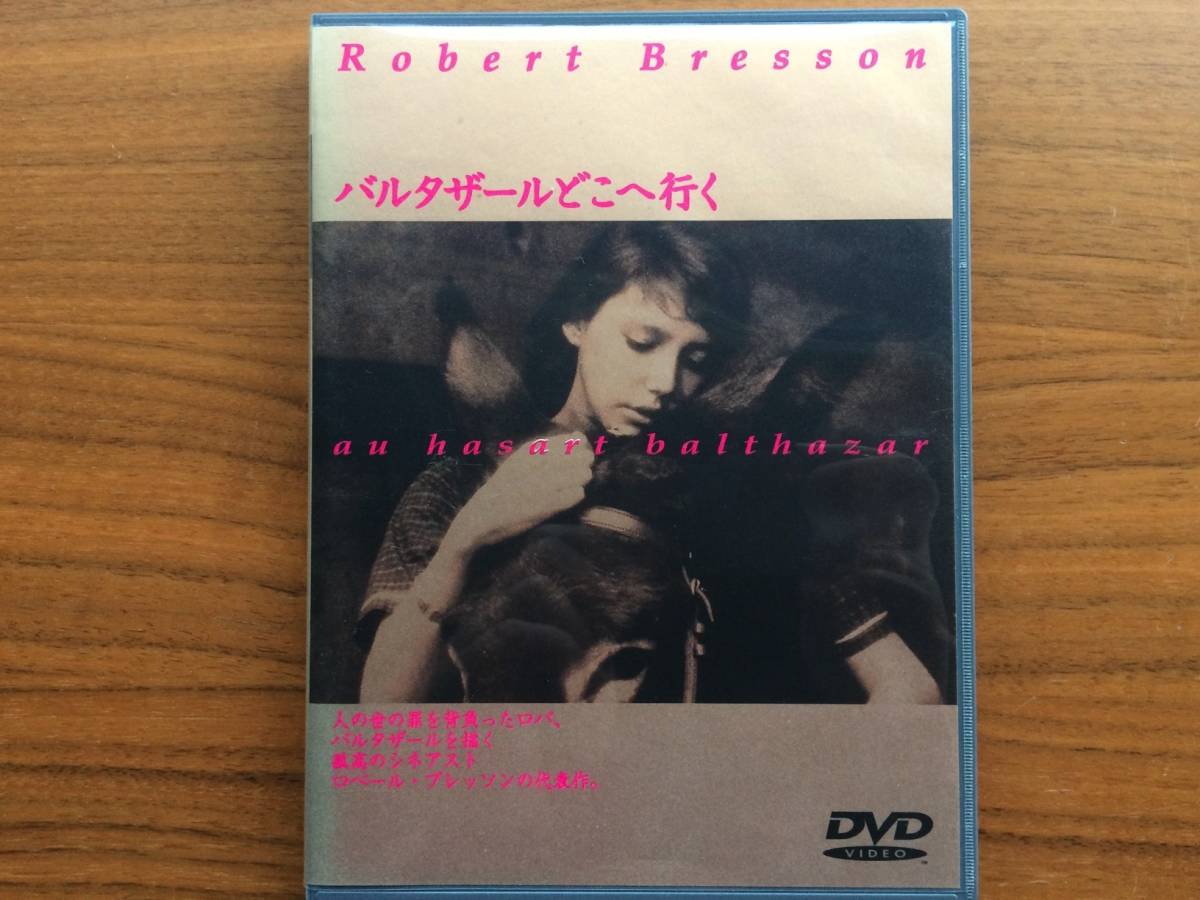 Robert Bresson
バルタザールどこへ行く
au hasart balthazar
人の世の罪を背負ったロバ、
バルタザールを描く
孤高のシネアスト
ロベール・ブレッソンの代表作。
DVD
VIDEO
TM